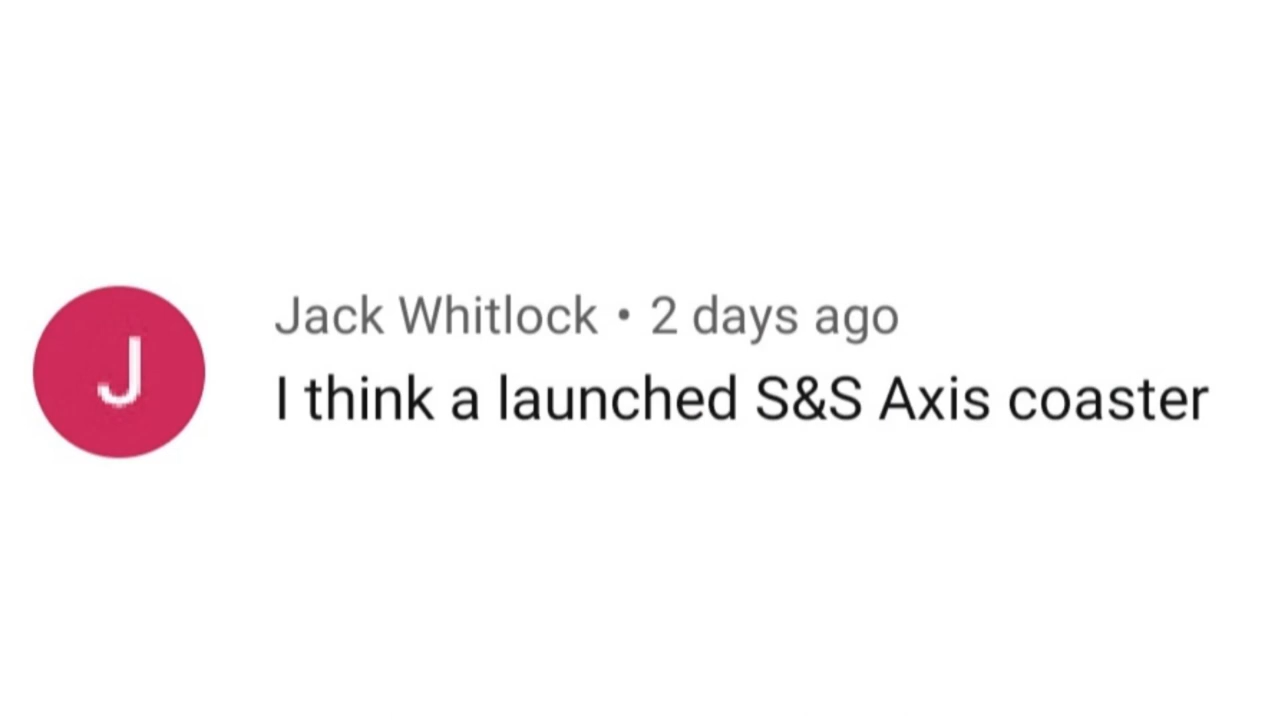 J
Jack Whitlock • 2 days ago
I think a launched S&S Axis coaster